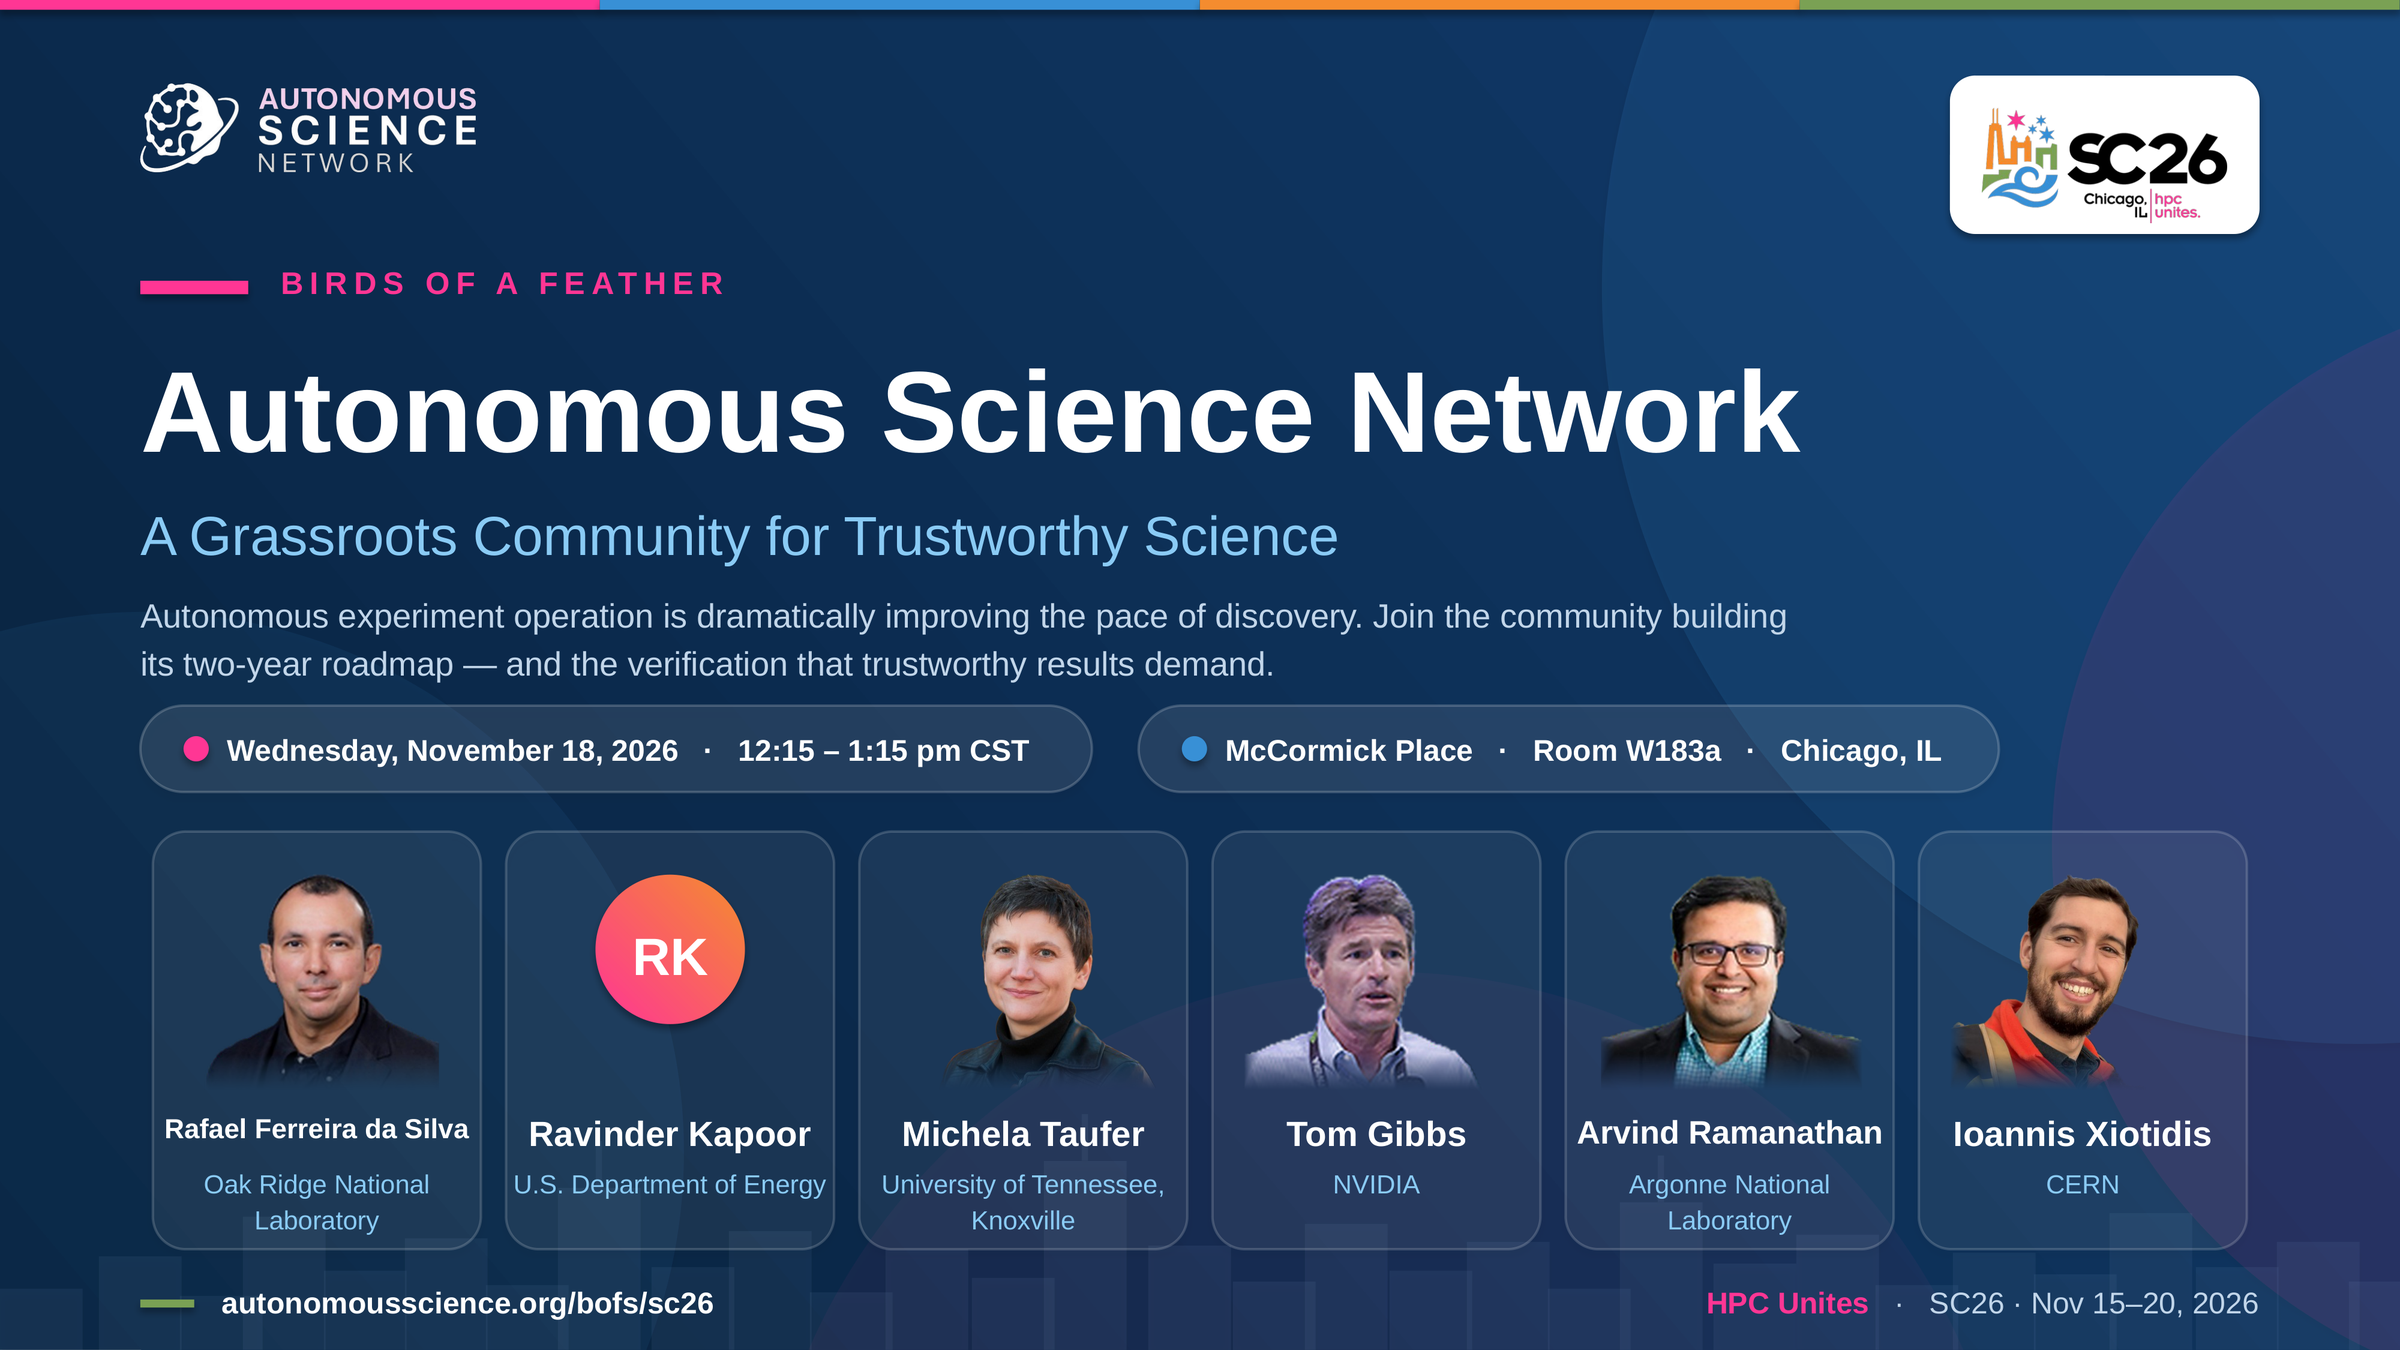 AUTONOMOUS
SCIENCE
NETWORK
SC26
Chicago, IL
hpc unites.
BIRDS OF A FEATHER
Autonomous Science Network
A Grassroots Community for Trustworthy Science
Autonomous experiment operation is dramatically improving the pace of discovery. Join the community building
its two-year roadmap — and the verification that trustworthy results demand.
Wednesday, November 18, 2026 · 12:15 – 1:15 pm CST
McCormick Place · Room W183a · Chicago, IL
RK
Rafael Ferreira da Silva
Oak Ridge National
Laboratory
Ravinder Kapoor
U.S. Department of Energy
Michela Taufer
University of Tennessee,
Knoxville
Tom Gibbs
NVIDIA
Arvind Ramanathan
Argonne National
Laboratory
Ioannis Xiotidis
CERN
autonomousscience.org/bofs/sc26
HPC Unites · SC26 · Nov 15–20, 2026